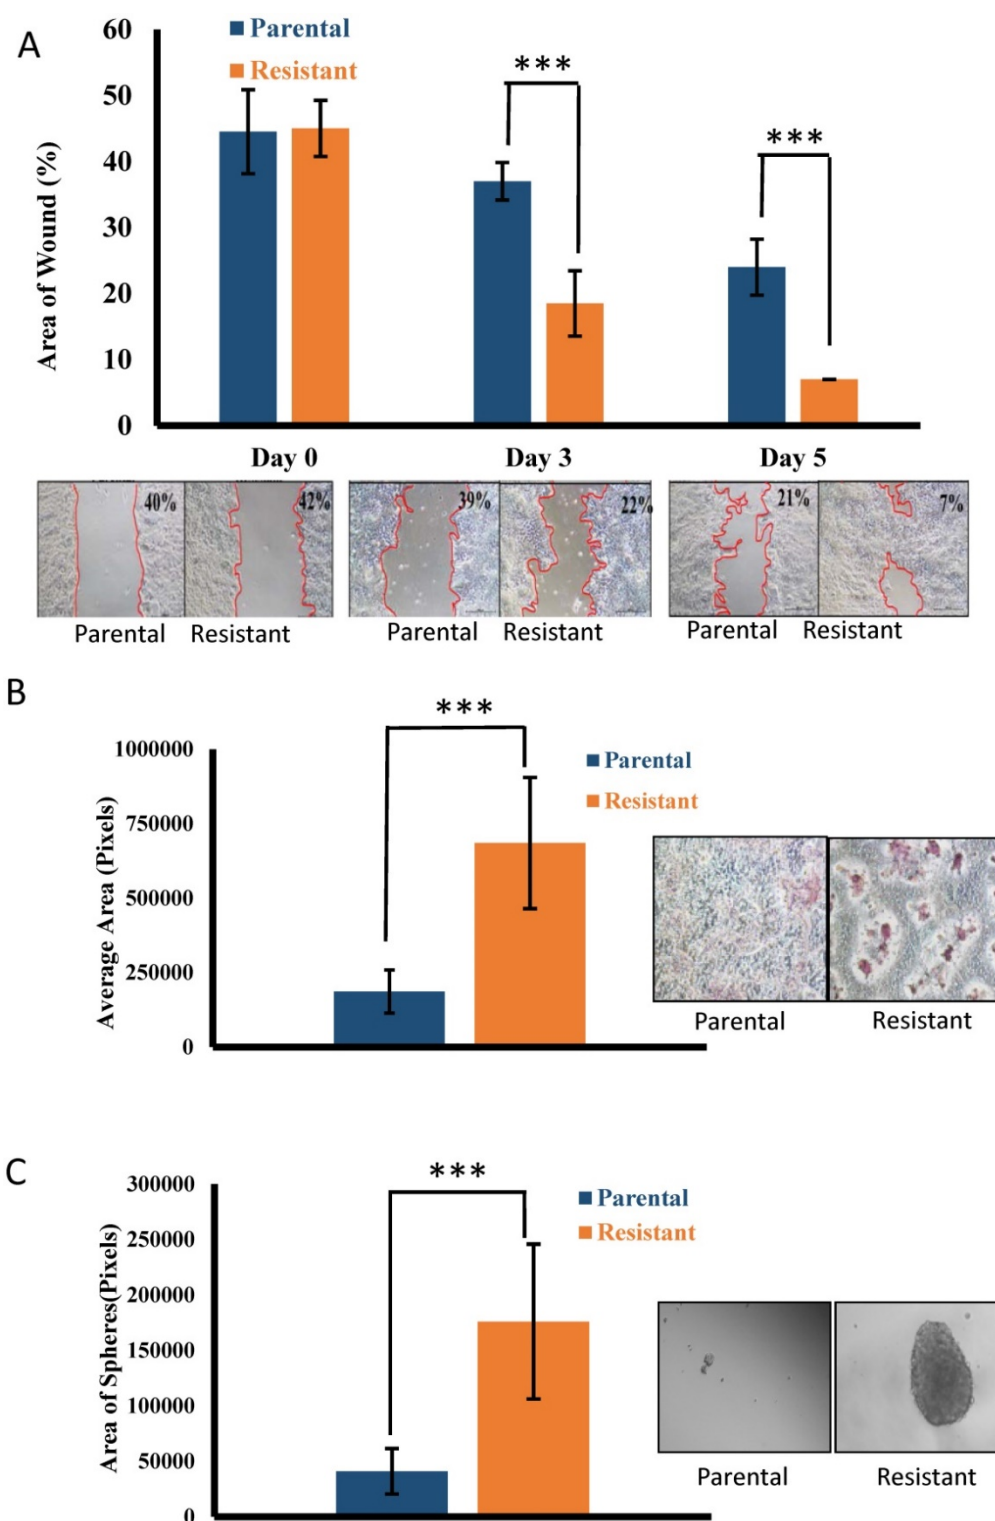 A
60
50
40
30
20
10
0
Area of Wound (%)
Parental
Resistant
***
***
Day 0 Day 3 Day 5
40% 42% 39% 22% 21% 7%
Parental Resistant Parental Resistant Parental Resistant
B
***
1000000
750000
500000
250000
0
Average Area (Pixels)
Parental
Resistant
Parental Resistant
C
***
300000
250000
200000
150000
100000
50000
0
Area of Spheres(Pixels)
Parental
Resistant
Parental Resistant